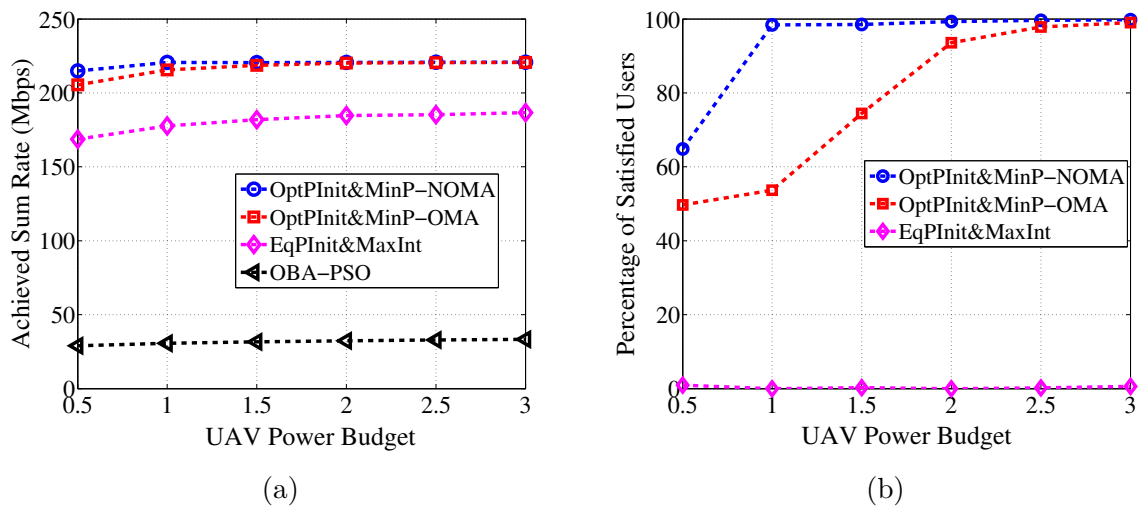 250
200
150
100
50
0
0.5
1
1.5
2
2.5
3
Achieved Sum Rate (Mbps)
UAV Power Budget
OptPInit&MinP−NOMA
OptPInit&MinP−OMA
EqPInit&MaxInt
OBA−PSO
(a)
100
80
60
40
20
0
0.5
1
1.5
2
2.5
3
Percentage of Satisfied Users
UAV Power Budget
OptPInit&MinP−NOMA
OptPInit&MinP−OMA
EqPInit&MaxInt
(b)